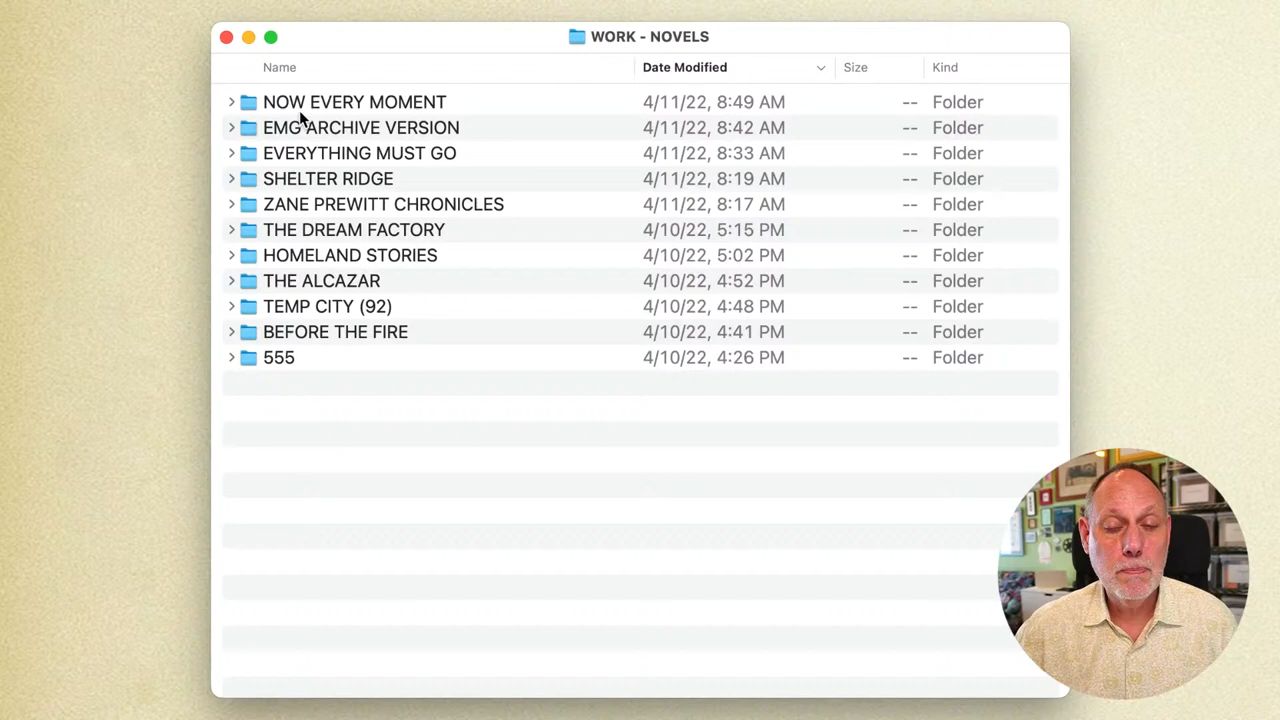 WORK - NOVELS
Name Date Modified Size Kind
NOW EVERY MOMENT 4/11/22, 8:49 AM -- Folder
EMG ARCHIVE VERSION 4/11/22, 8:42 AM -- Folder
EVERYTHING MUST GO 4/11/22, 8:33 AM -- Folder
SHELTER RIDGE 4/11/22, 8:19 AM -- Folder
ZANE PREWITT CHRONICLES 4/11/22, 8:17 AM -- Folder
THE DREAM FACTORY 4/10/22, 5:15 PM -- Folder
HOMELAND STORIES 4/10/22, 5:02 PM -- Folder
THE ALCAZAR 4/10/22, 4:52 PM -- Folder
TEMP CITY (92) 4/10/22, 4:48 PM -- Folder
BEFORE THE FIRE 4/10/22, 4:41 PM -- Folder
555 4/10/22, 4:26 PM -- Folder